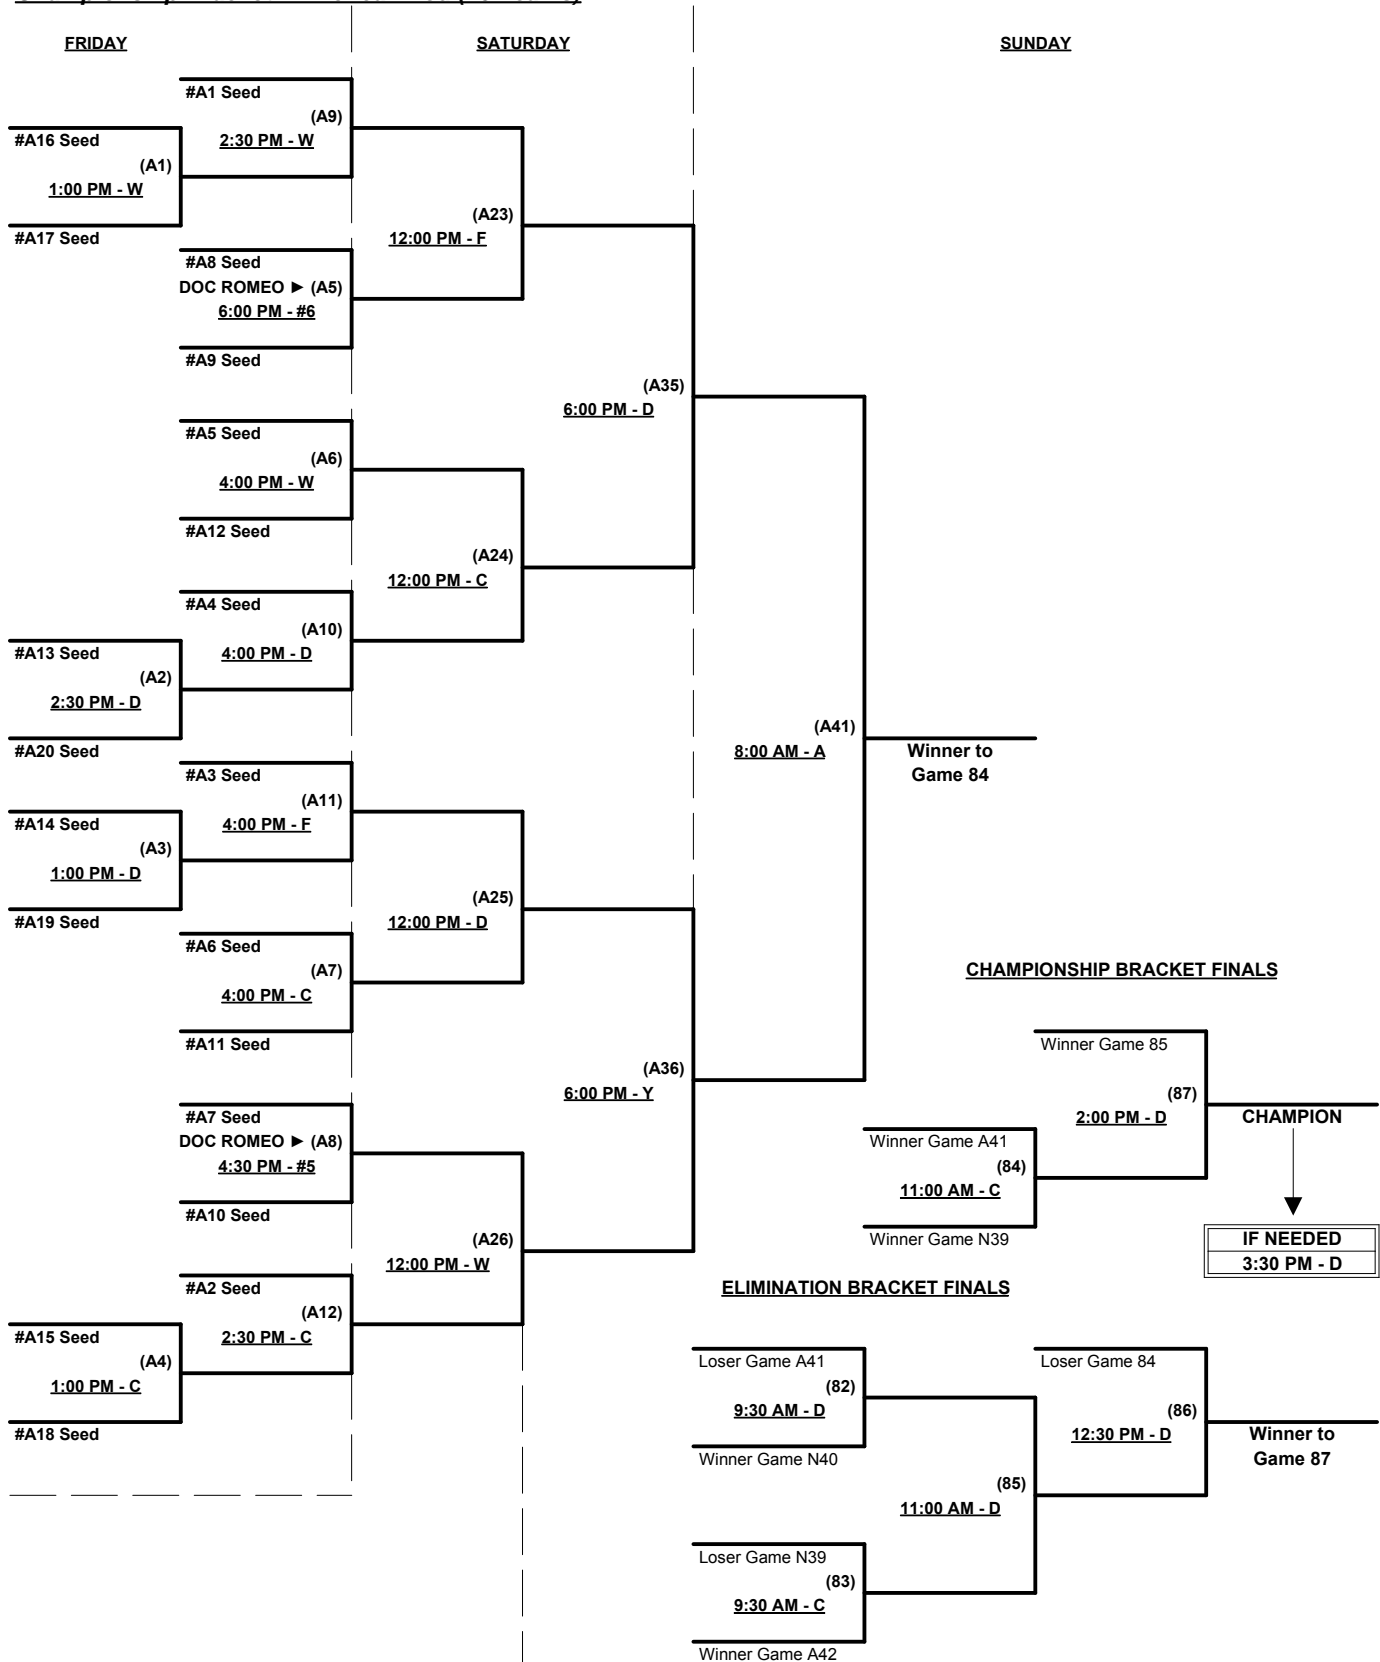 FRIDAY
SATURDAY
SUNDAY
#A1 Seed
(A9)
2:30 PM - W
#A16 Seed
(A1)
1:00 PM - W
#A17 Seed
(A23)
12:00 PM - F
#A8 Seed
DOC ROMEO ► (A5)
6:00 PM - #6
#A9 Seed
(A35)
6:00 PM - D
#A5 Seed
(A6)
4:00 PM - W
#A12 Seed
(A24)
12:00 PM - C
#A4 Seed
(A10)
4:00 PM - D
#A13 Seed
(A2)
2:30 PM - D
#A20 Seed
(A41)
8:00 AM - A
Winner to
Game 84
#A3 Seed
(A11)
4:00 PM - F
#A14 Seed
(A3)
1:00 PM - D
#A19 Seed
(A25)
12:00 PM - D
#A6 Seed
(A7)
4:00 PM - C
#A11 Seed
(A36)
6:00 PM - Y
#A7 Seed
DOC ROMEO ► (A8)
4:30 PM - #5
#A10 Seed
(A26)
12:00 PM - W
#A2 Seed
(A12)
2:30 PM - C
#A15 Seed
(A4)
1:00 PM - C
#A18 Seed
CHAMPIONSHIP BRACKET FINALS
Winner Game 85
(87)
2:00 PM - D
CHAMPION
Winner Game A41
(84)
11:00 AM - C
Winner Game N39
IF NEEDED
3:30 PM - D
ELIMINATION BRACKET FINALS
Loser Game A41
(82)
9:30 AM - D
Winner Game N40
Loser Game 84
(86)
12:30 PM - D
Winner to
Game 87
(85)
11:00 AM - D
Loser Game N39
(83)
9:30 AM - C
Winner Game A42